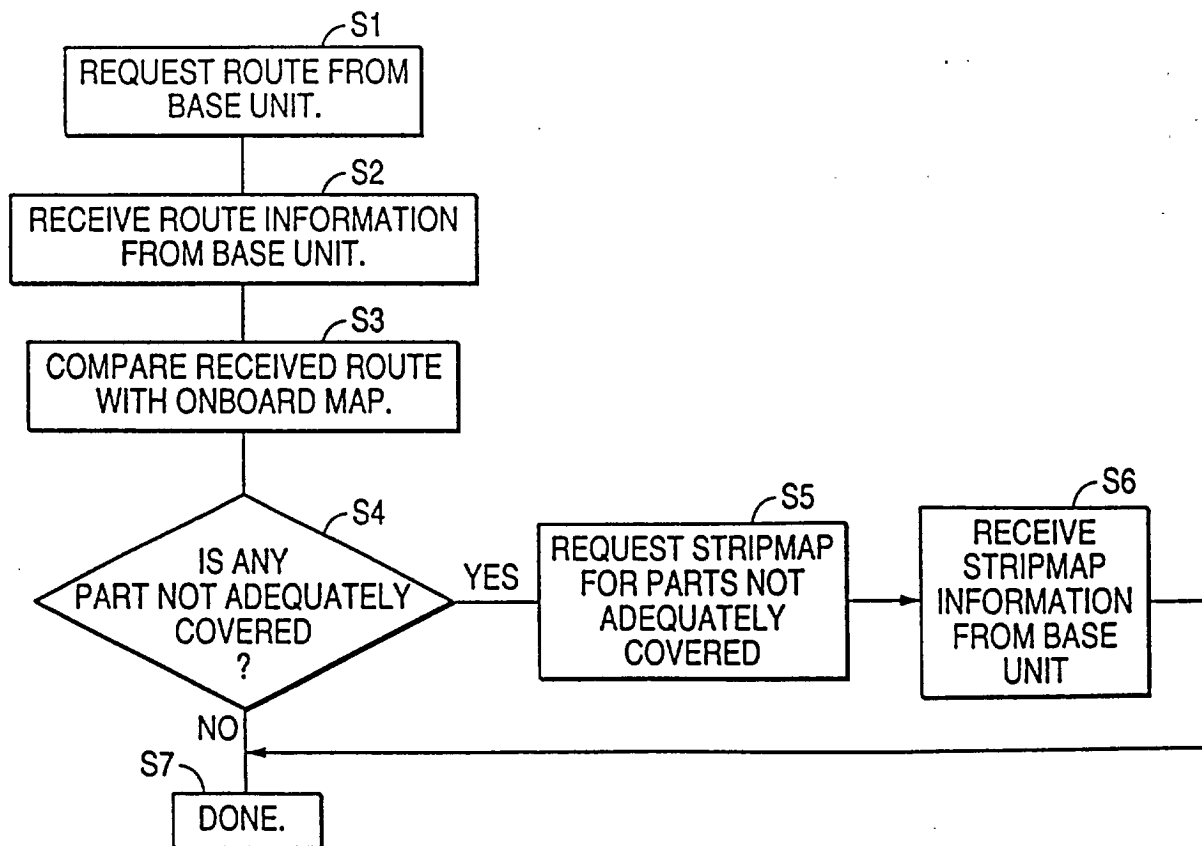 S1
REQUEST ROUTE FROM
BASE UNIT.
S2
RECEIVE ROUTE INFORMATION
FROM BASE UNIT.
S3
COMPARE RECEIVED ROUTE
WITH ONBOARD MAP.
S4
IS ANY
PART NOT ADEQUATELY
COVERED
?
YES
S5
REQUEST STRIPMAP
FOR PARTS NOT
ADEQUATELY
COVERED
S6
RECEIVE
STRIPMAP
INFORMATION
FROM BASE
UNIT
NO
S7
DONE.